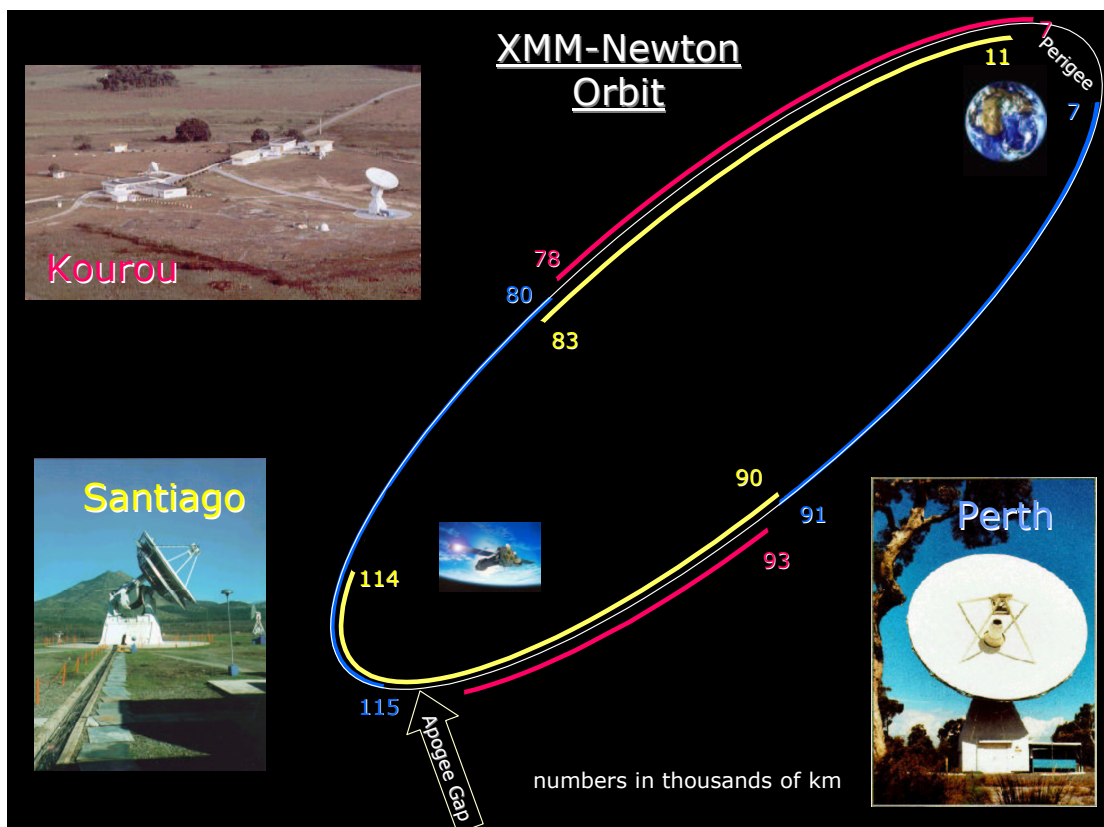 XMM-Newton
Orbit
7
Perigee
11
7
Kourou
78
80
83
Santiago
90
91
Perth
93
114
115
Apogee Gap
numbers in thousands of km